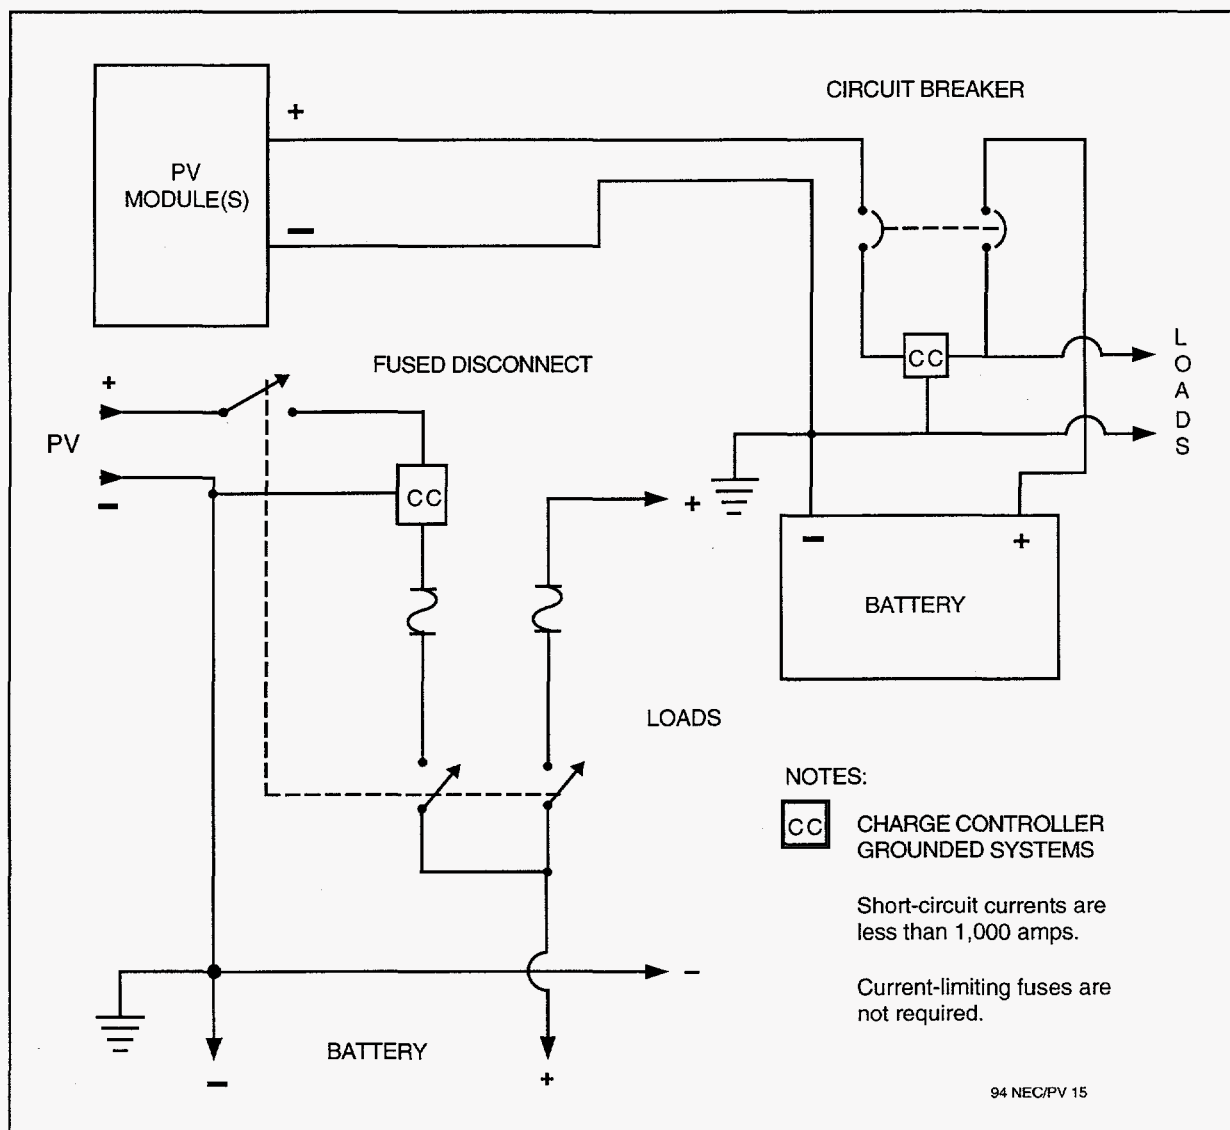 CIRCUIT BREAKER
+
PV
MODULE(S)
−
CC
L
O
A
D
S
FUSED DISCONNECT
+
PV
−
CC
+
−
+
BATTERY
LOADS
NOTES:
CC
CHARGE CONTROLLER
GROUNDED SYSTEMS
Short-circuit currents are
less than 1,000 amps.
Current-limiting fuses are
not required.
−
BATTERY
−
+
94 NEC/PV 15